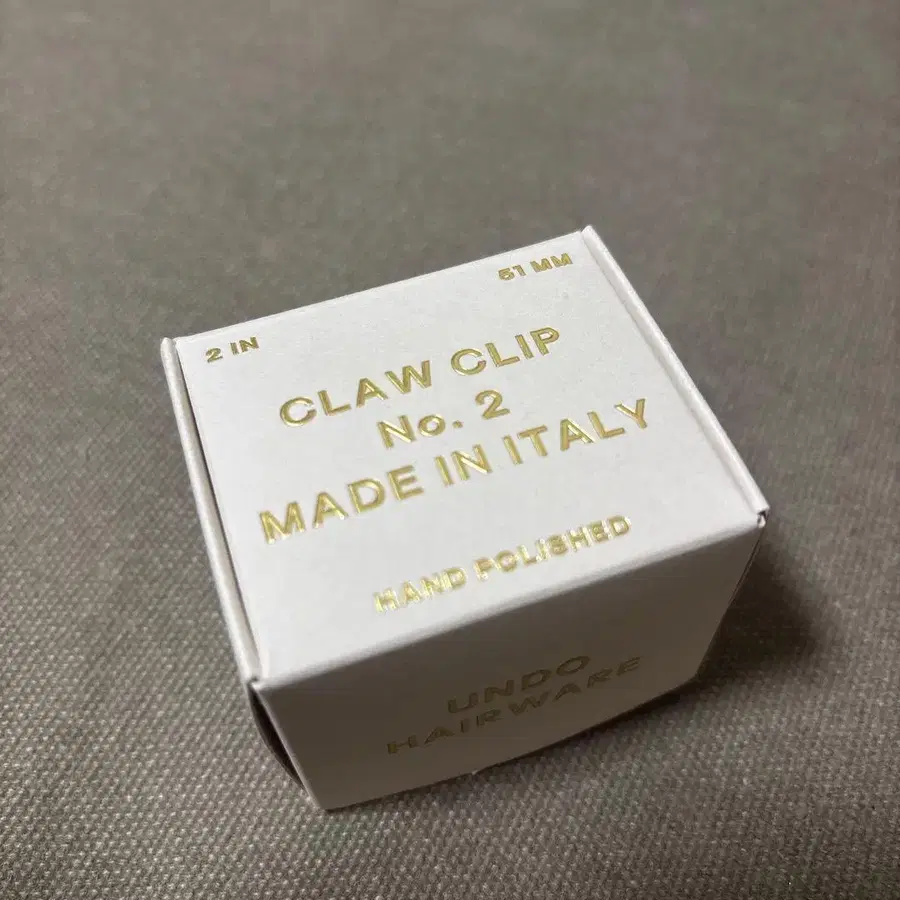 2 IN
51 MM
CLAW CLIP
No. 2
MADE IN ITALY
HAND POLISHED
UNDO
HAIRWARE